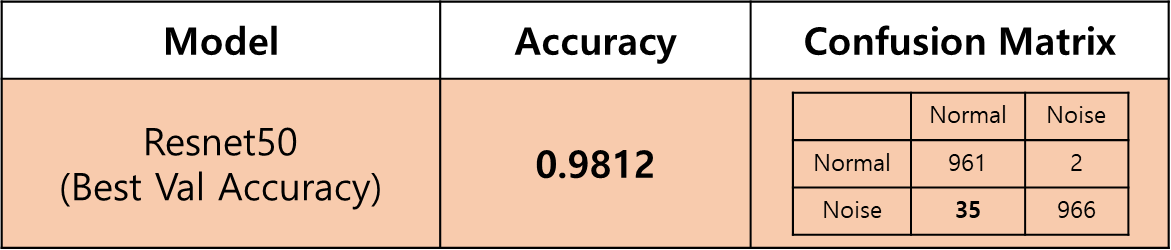 Model Accuracy Confusion Matrix
Resnet50
(Best Val Accuracy)
0.9812
Normal Noise
Normal 961 2
Noise 35 966